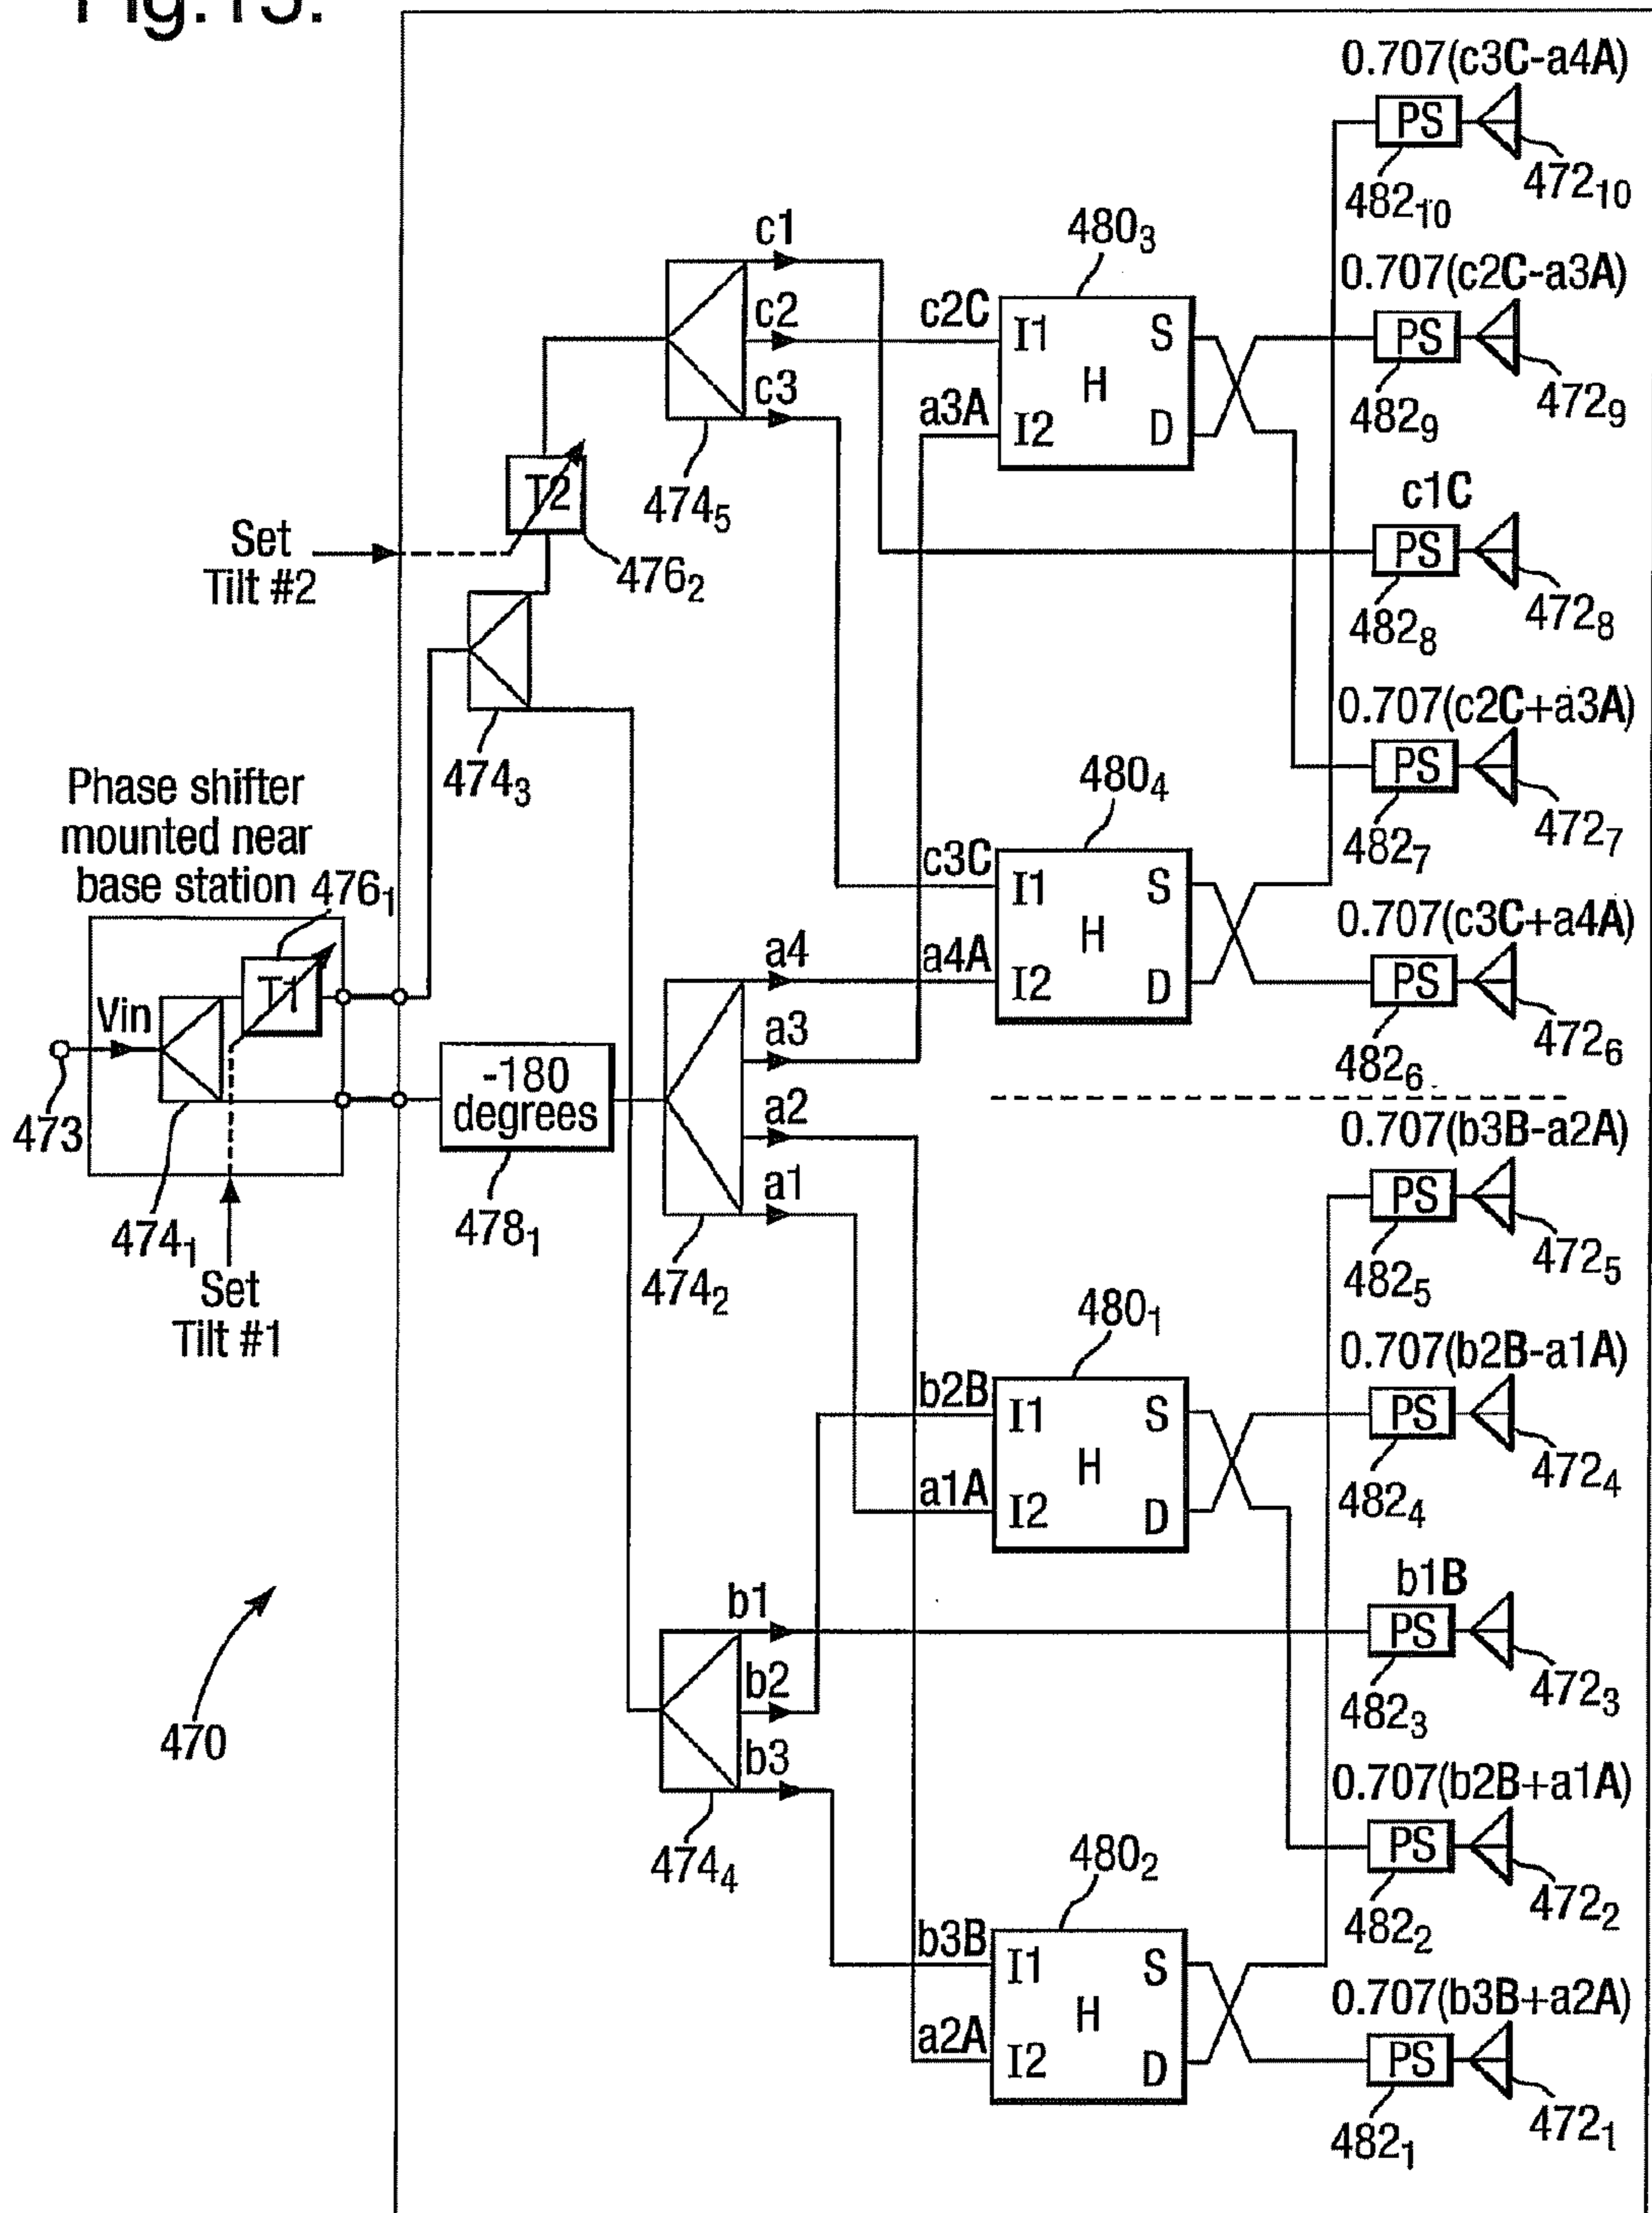 Fig.13.
0.707(c3C-a4A)
PS
482₁₀
472₁₀
c1
c2
c3
474₅
c2C
a3A
480₃
I1
I2
H
S
D
0.707(c2C-a3A)
PS
482₉
472₉
T2
476₂
Set
Tilt #2
c1C
PS
482₈
472₈
474₃
0.707(c2C+a3A)
PS
482₇
472₇
Phase shifter
mounted near
base station
476₁
T1
Vin
473
474₁
Set
Tilt #1
c3C
a4A
480₄
I1
I2
H
S
D
0.707(c3C+a4A)
PS
482₆
472₆
-180
degrees
478₁
a4
a3
a2
a1
474₂
0.707(b3B-a2A)
PS
482₅
472₅
480₁
b2B
a1A
I1
I2
H
S
D
0.707(b2B-a1A)
PS
482₄
472₄
b1
b2
b3
474₄
b1B
PS
482₃
472₃
470
0.707(b2B+a1A)
PS
482₂
472₂
480₂
b3B
a2A
I1
I2
H
S
D
0.707(b3B+a2A)
PS
482₁
472₁